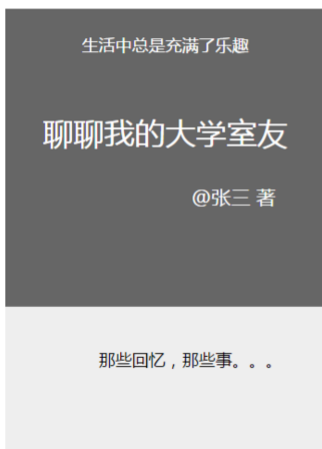 生活中总是充满了乐趣
聊聊我的大学室友
@张三 著
那些回忆，那些事。。。